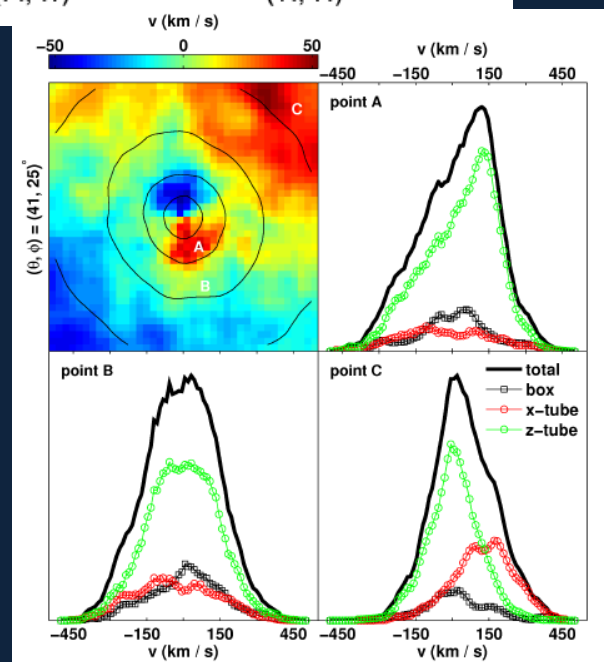 v (km / s)
−50 0 50
v (km / s)
−450 −150 150 450
(θ, φ) = (41, 25)°
C
A
B
point A
point B
point C
total
box
x−tube
z−tube
−450 −150 150 450
v (km / s)
−450 −150 150 450
v (km / s)